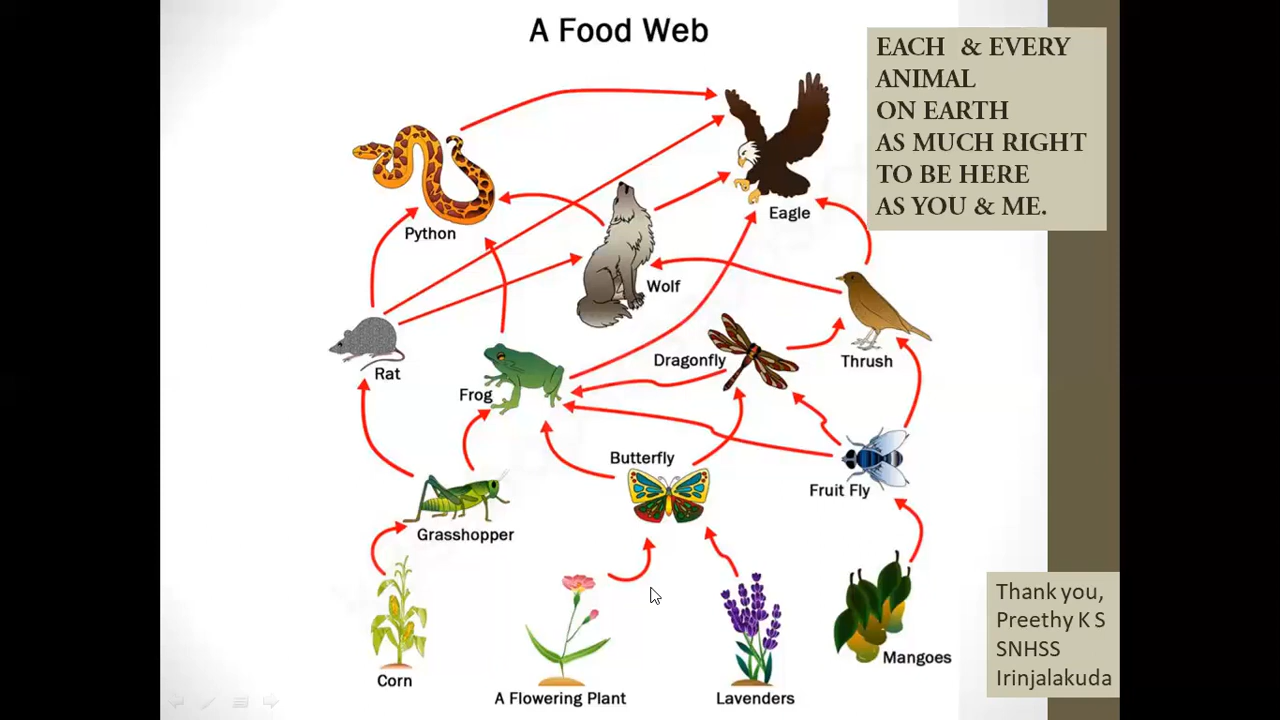 A Food Web
EACH & EVERY
ANIMAL
ON EARTH
AS MUCH RIGHT
TO BE HERE
AS YOU & ME.
Eagle
Python
Wolf
Dragonfly
Thrush
Rat
Frog
Butterfly
Fruit Fly
Grasshopper
Corn
A Flowering Plant
Lavenders
Mangoes
Thank you,
Preethy K S
SNHSS
Irinjalakuda